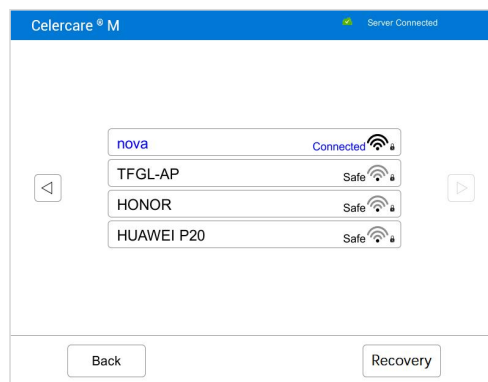 Celercare ® M
Server Connected
nova Connected
TFGL-AP Safe
HONOR Safe
HUAWEI P20 Safe
Back
Recovery